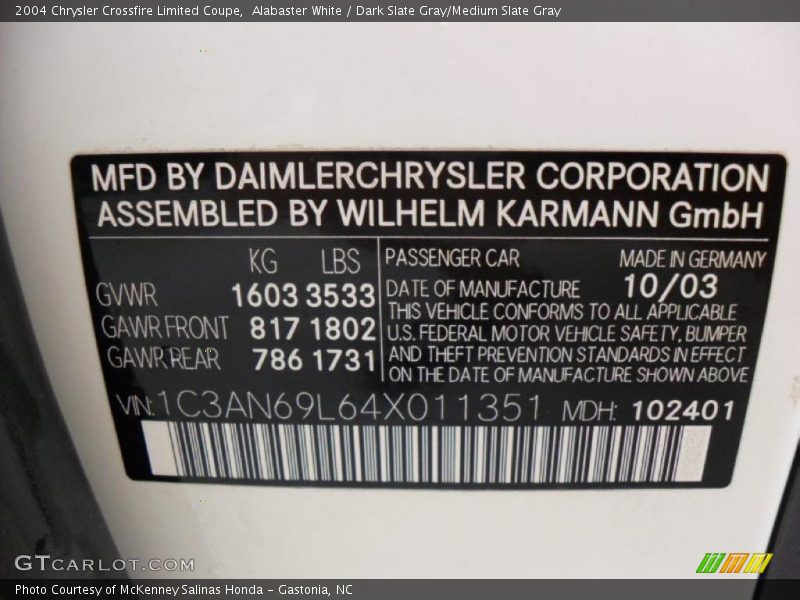 2004 Chrysler Crossfire Limited Coupe,  Alabaster White / Dark Slate Gray/Medium Slate Gray
MFD BY DAIMLERCHRYSLER CORPORATION
ASSEMBLED BY WILHELM KARMANN GmbH
KG LBS
GVWR 1603 3533
GAWR FRONT 817 1802
GAWR REAR 786 1731
PASSENGER CAR MADE IN GERMANY
DATE OF MANUFACTURE 10/03
THIS VEHICLE CONFORMS TO ALL APPLICABLE
U.S. FEDERAL MOTOR VEHICLE SAFETY, BUMPER
AND THEFT PREVENTION STANDARDS IN EFFECT
ON THE DATE OF MANUFACTURE SHOWN ABOVE
VIN: 1C3AN69L64X011351 MDH: 102401
GTCARLOT.COM
Photo Courtesy of McKenney Salinas Honda - Gastonia, NC